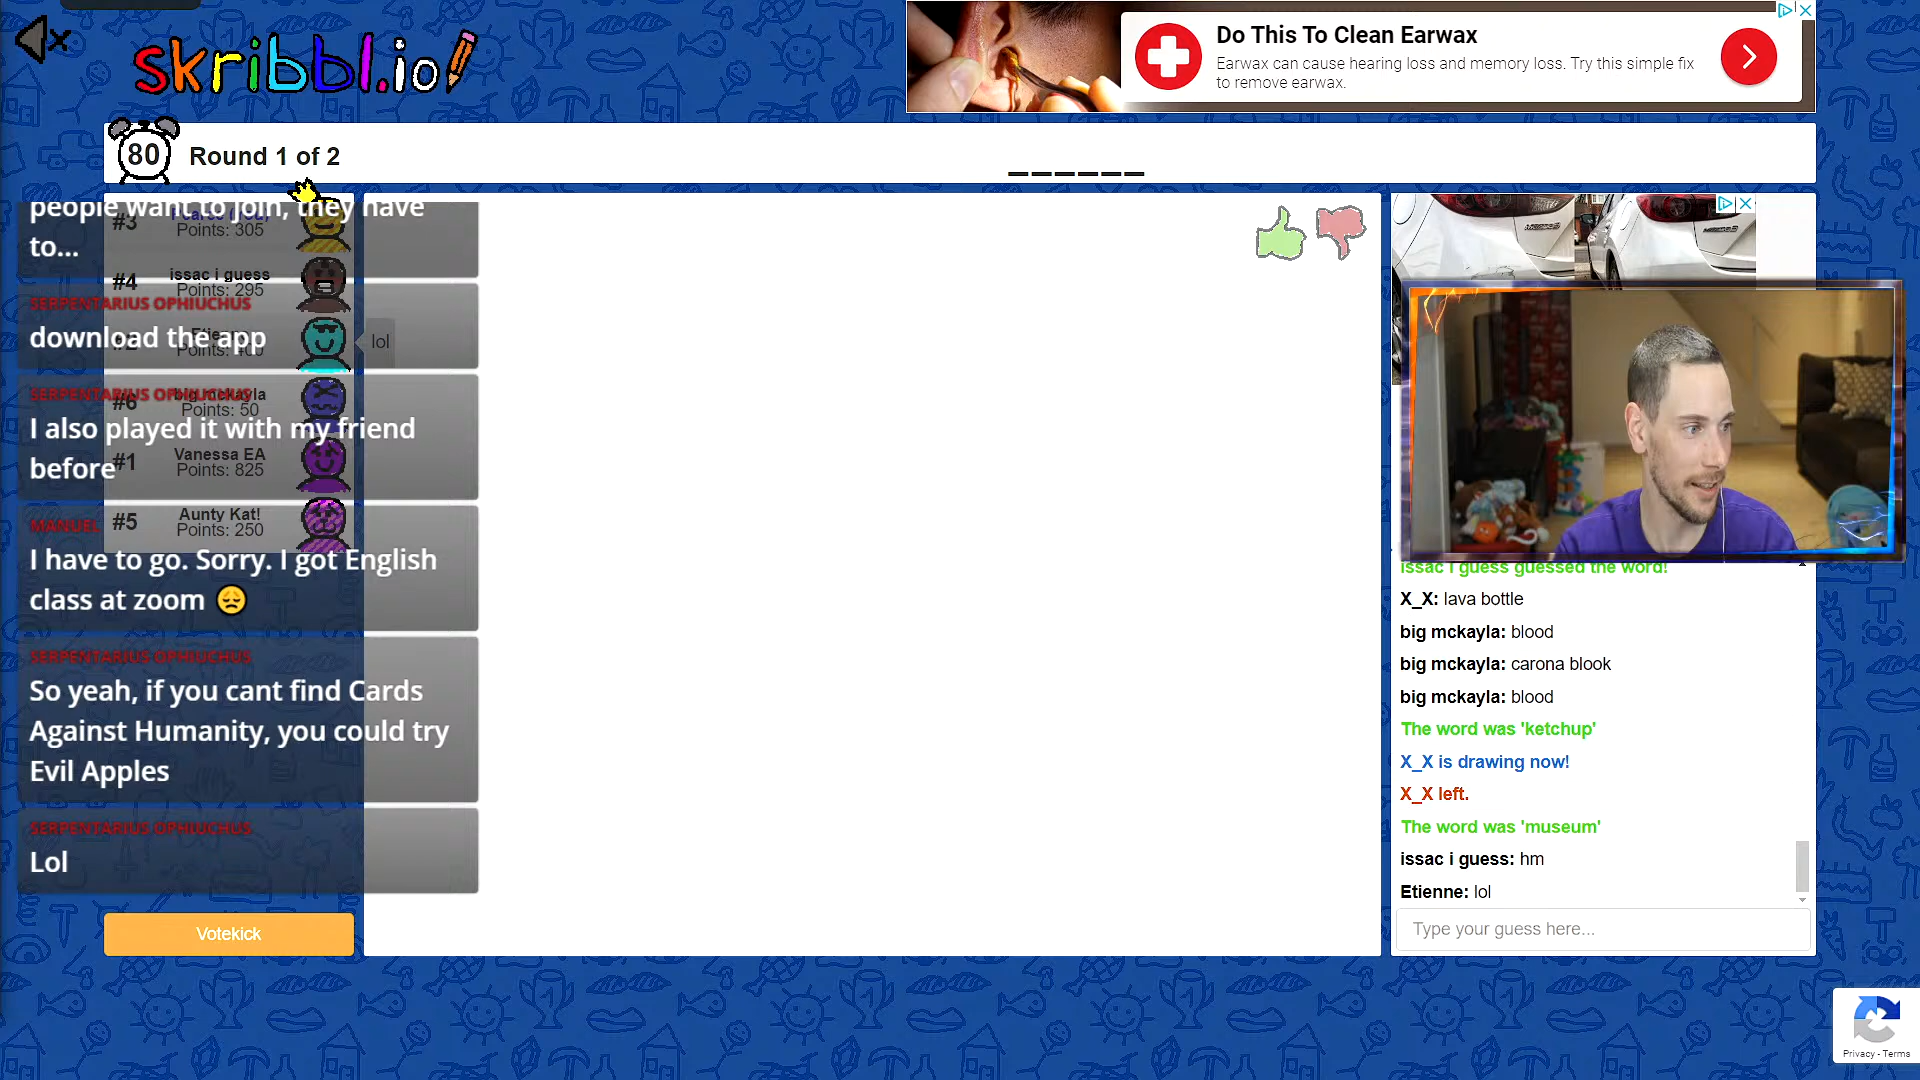 skribbl.io
Do This To Clean Earwax
Earwax can cause hearing loss and memory loss. Try this simple fix
to remove earwax.
80
Round 1 of 2
______
people want to join, they have
to...
#3
Points: 305
#4
issac i guess
Points: 295
SERPENTARIUS OPHIUCHUS
download the app
Points: 400
lol
SERPENTARIUS OPHIUCHUS
#6
big mckayla
Points: 50
I also played it with my friend
before
#1
Vanessa EA
Points: 825
MANUEL
#5
Aunty Kat!
Points: 250
I have to go. Sorry. I got English
class at zoom 😔
SERPENTARIUS OPHIUCHUS
So yeah, if you cant find Cards
Against Humanity, you could try
Evil Apples
SERPENTARIUS OPHIUCHUS
Lol
Votekick
issac i guess guessed the word!
X_X: lava bottle
big mckayla: blood
big mckayla: carona blook
big mckayla: blood
The word was 'ketchup'
X_X is drawing now!
X_X left.
The word was 'museum'
issac i guess: hm
Etienne: lol
Type your guess here...
Privacy - Terms